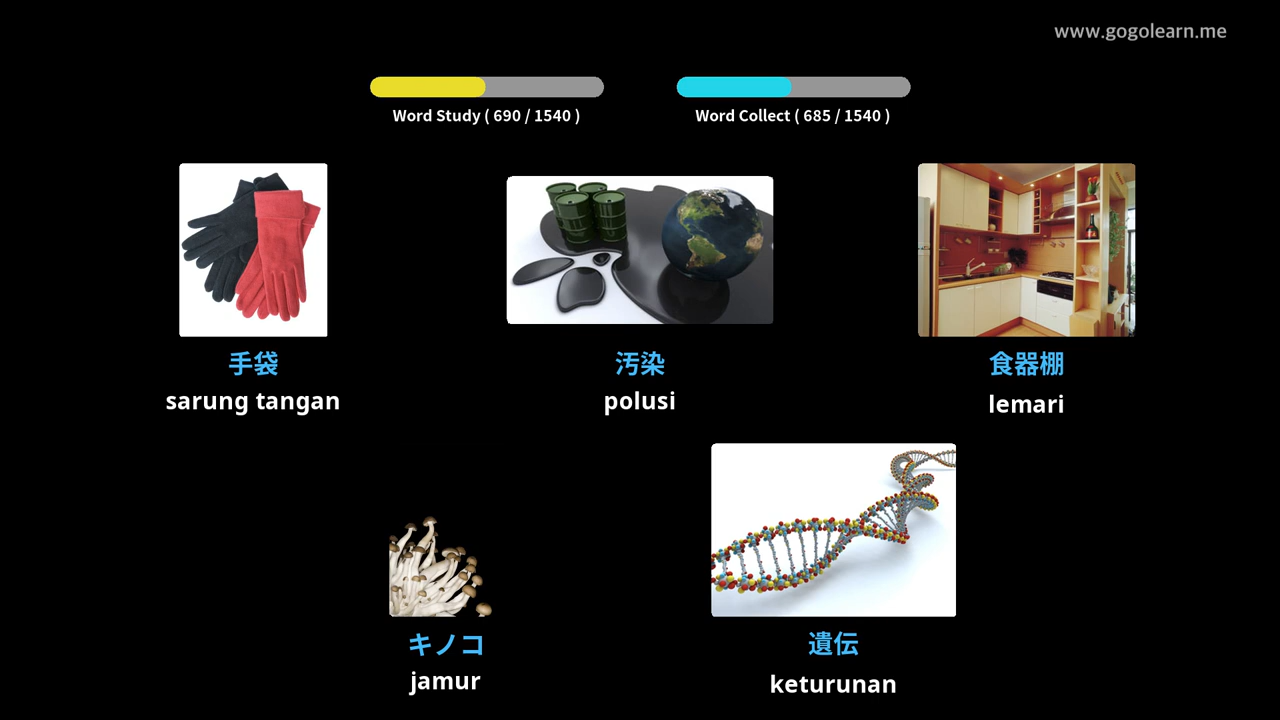 www.gogolearn.me
Word Study ( 690 / 1540 )
Word Collect ( 685 / 1540 )
手袋
sarung tangan
汚染
polusi
食器棚
lemari
キノコ
jamur
遺伝
keturunan